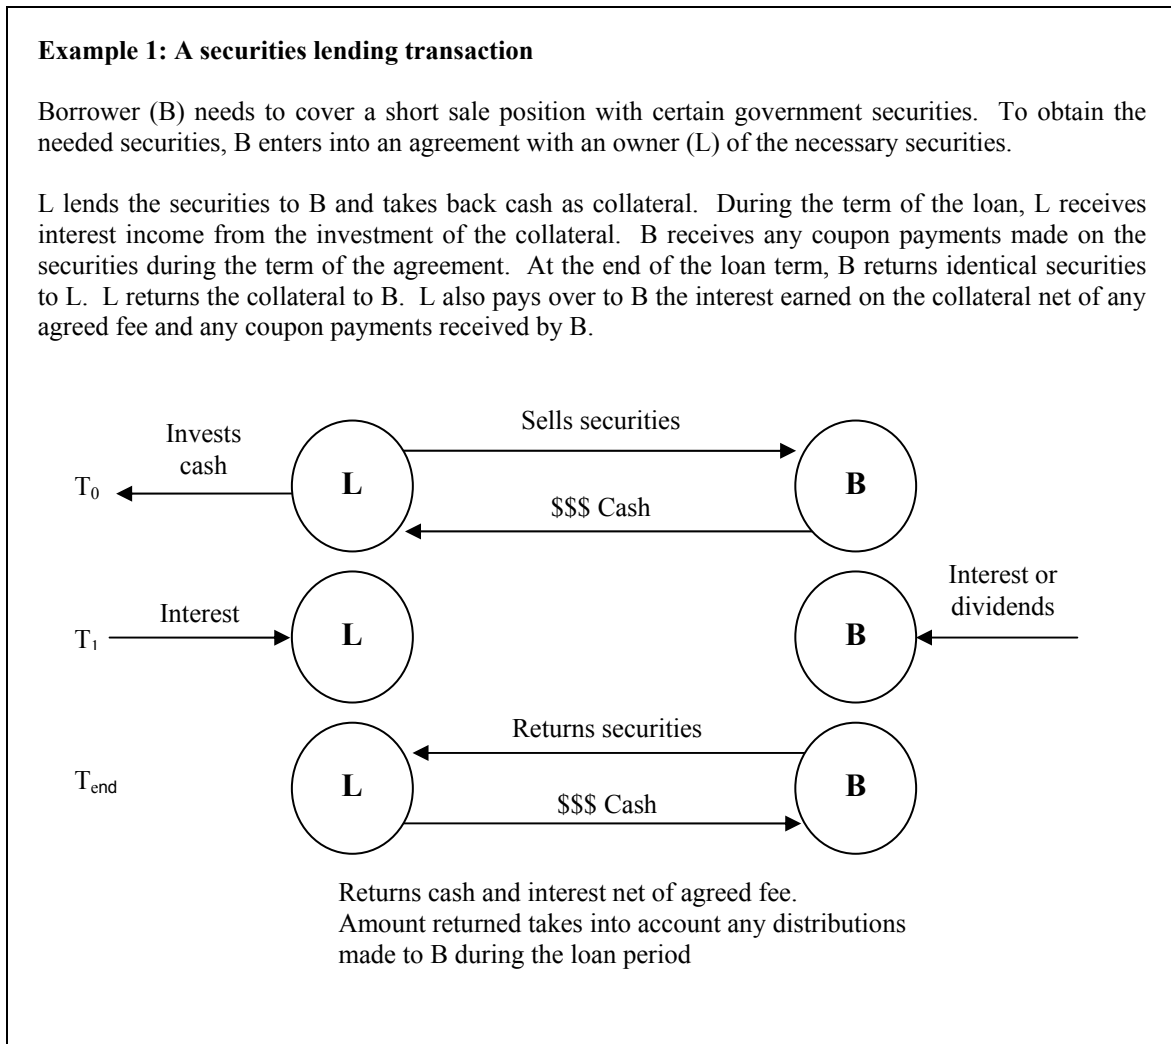 Example 1: A securities lending transaction
Borrower (B) needs to cover a short sale position with certain government securities. To obtain the
needed securities, B enters into an agreement with an owner (L) of the necessary securities.
L lends the securities to B and takes back cash as collateral. During the term of the loan, L receives
interest income from the investment of the collateral. B receives any coupon payments made on the
securities during the term of the agreement. At the end of the loan term, B returns identical securities
to L. L returns the collateral to B. L also pays over to B the interest earned on the collateral net of any
agreed fee and any coupon payments received by B.
Invests
cash
Sells securities
T0
L
B
$$$ Cash
Interest
Interest or
dividends
T1
L
B
Returns securities
Tend
L
B
$$$ Cash
Returns cash and interest net of agreed fee.
Amount returned takes into account any distributions
made to B during the loan period